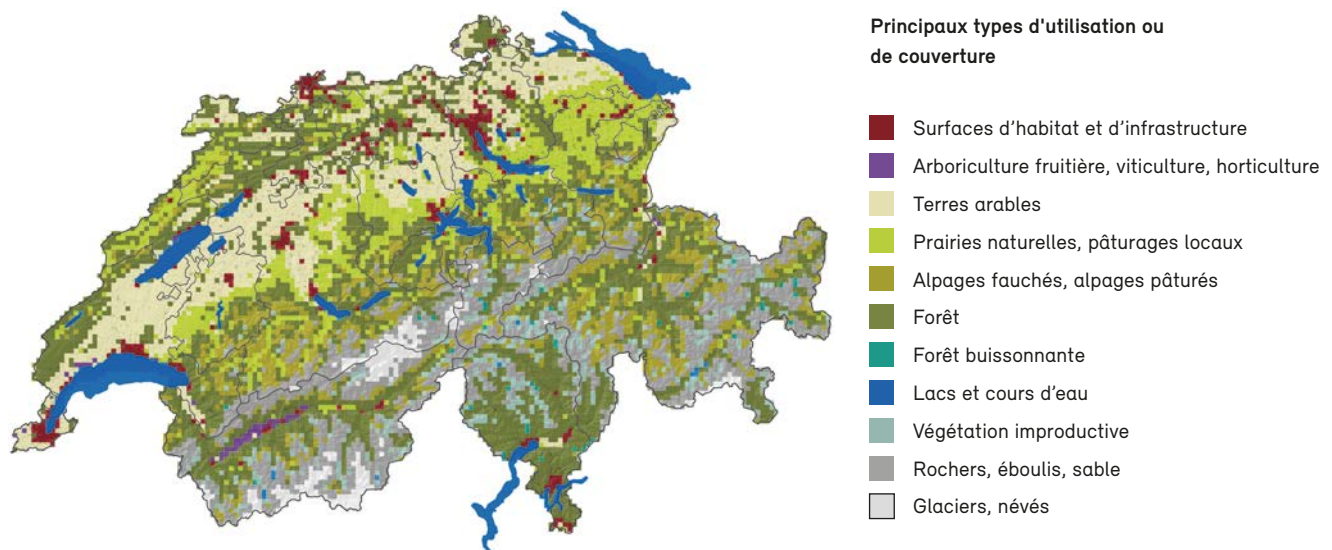 Principaux types d'utilisation ou
de couverture
Surfaces d’habitat et d’infrastructure
Arboriculture fruitière, viticulture, horticulture
Terres arables
Prairies naturelles, pâturages locaux
Alpages fauchés, alpages pâturés
Forêt
Forêt buissonnante
Lacs et cours d’eau
Végétation improductive
Rochers, éboulis, sable
Glaciers, névés